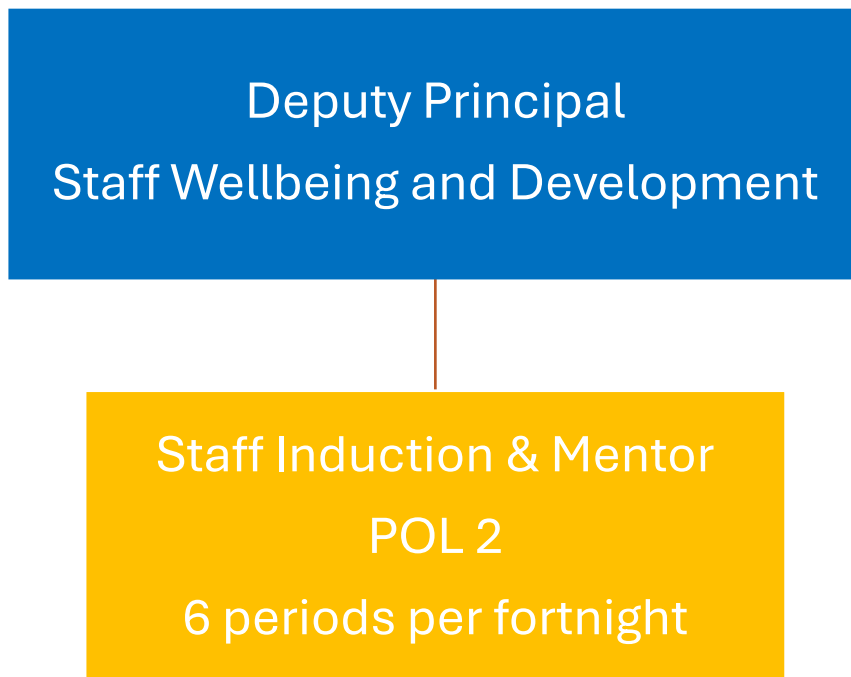 Deputy Principal
Staff Wellbeing and Development
Staff Induction & Mentor
POL 2
6 periods per fortnight